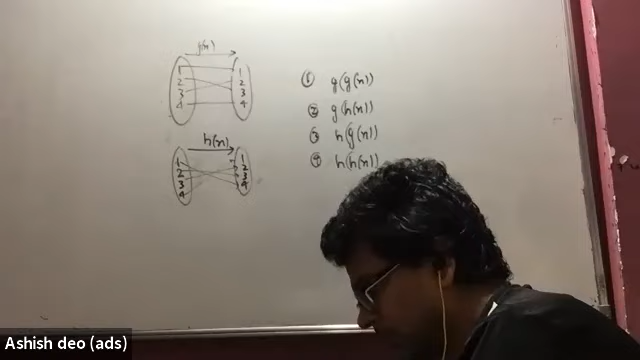 g(x)
1 1
2 2
3 3
4 4
h(x)
1 1
2 2
3 3
4 4
① g(g(x))
② g(h(x))
③ h(g(x))
④ h(h(x))
Ashish deo (ads)